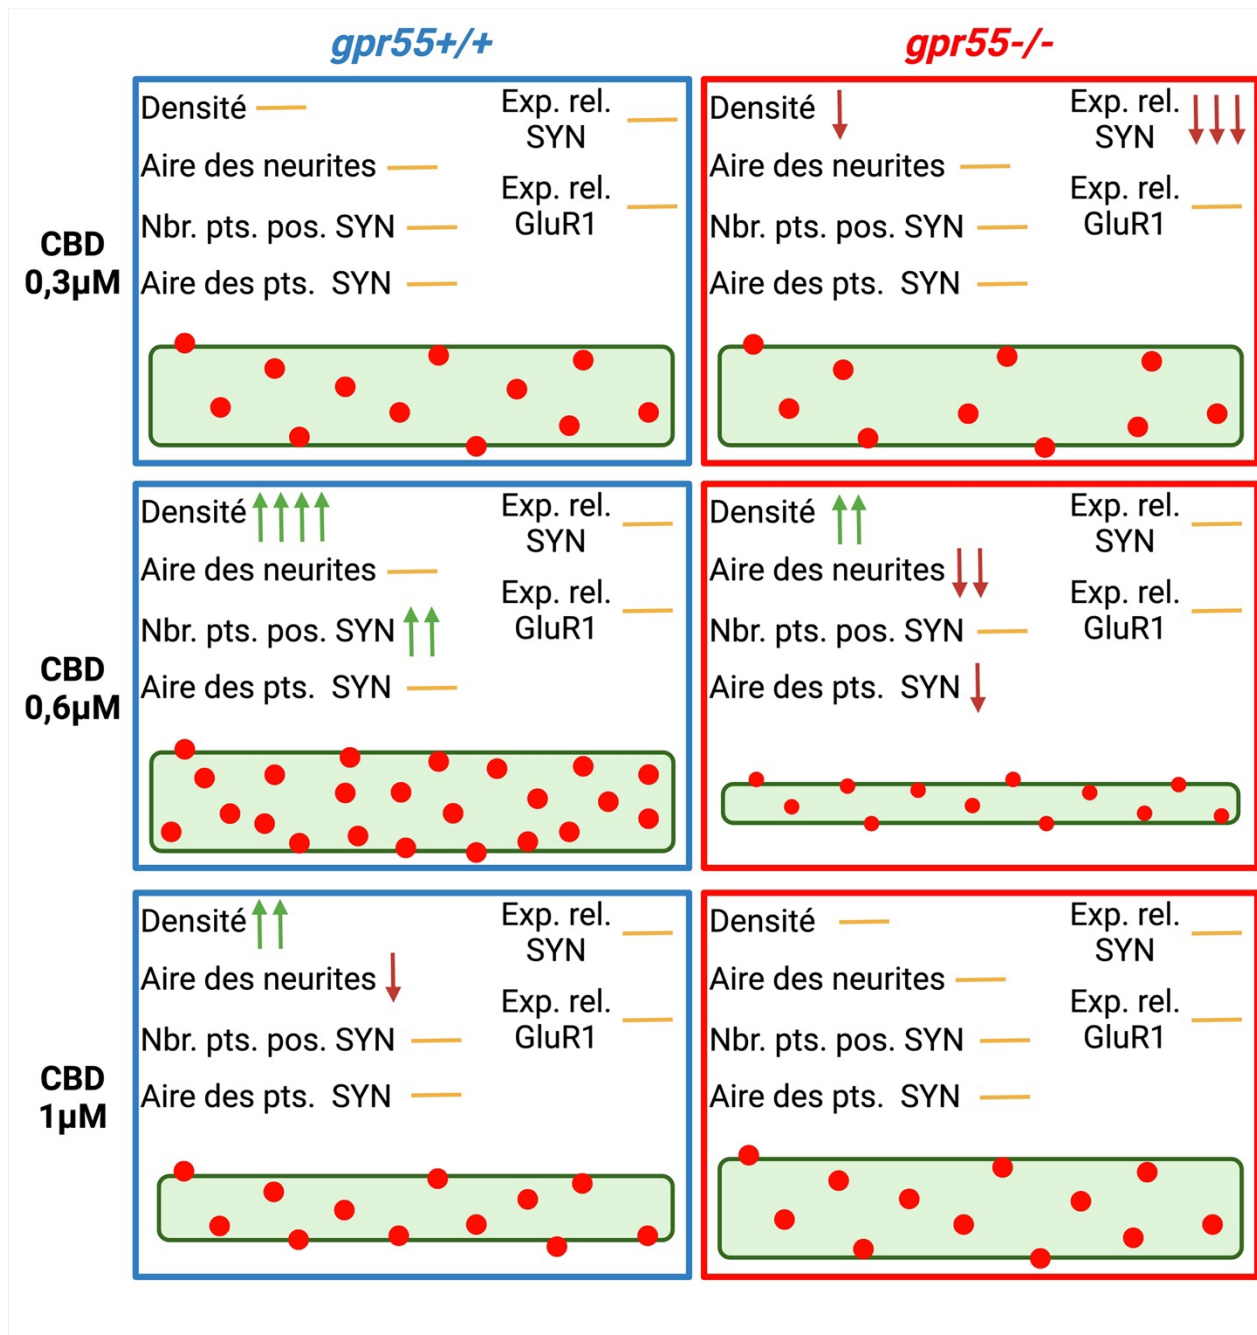 gpr55+/+
gpr55-/-
CBD
0,3µM
Densité
Aire des neurites
Nbr. pts. pos. SYN
Aire des pts. SYN
Exp. rel.
SYN
Exp. rel.
GluR1
Densité
Aire des neurites
Nbr. pts. pos. SYN
Aire des pts. SYN
Exp. rel.
SYN
Exp. rel.
GluR1
CBD
0,6µM
Densité
Aire des neurites
Nbr. pts. pos. SYN
Aire des pts. SYN
Exp. rel.
SYN
Exp. rel.
GluR1
Densité
Aire des neurites
Nbr. pts. pos. SYN
Aire des pts. SYN
Exp. rel.
SYN
Exp. rel.
GluR1
CBD
1µM
Densité
Aire des neurites
Nbr. pts. pos. SYN
Aire des pts. SYN
Exp. rel.
SYN
Exp. rel.
GluR1
Densité
Aire des neurites
Nbr. pts. pos. SYN
Aire des pts. SYN
Exp. rel.
SYN
Exp. rel.
GluR1